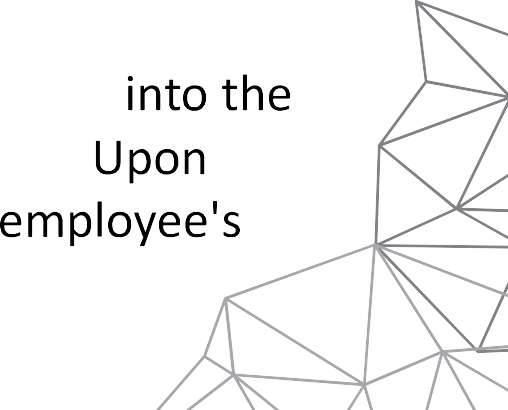 into the
Upon
employee's